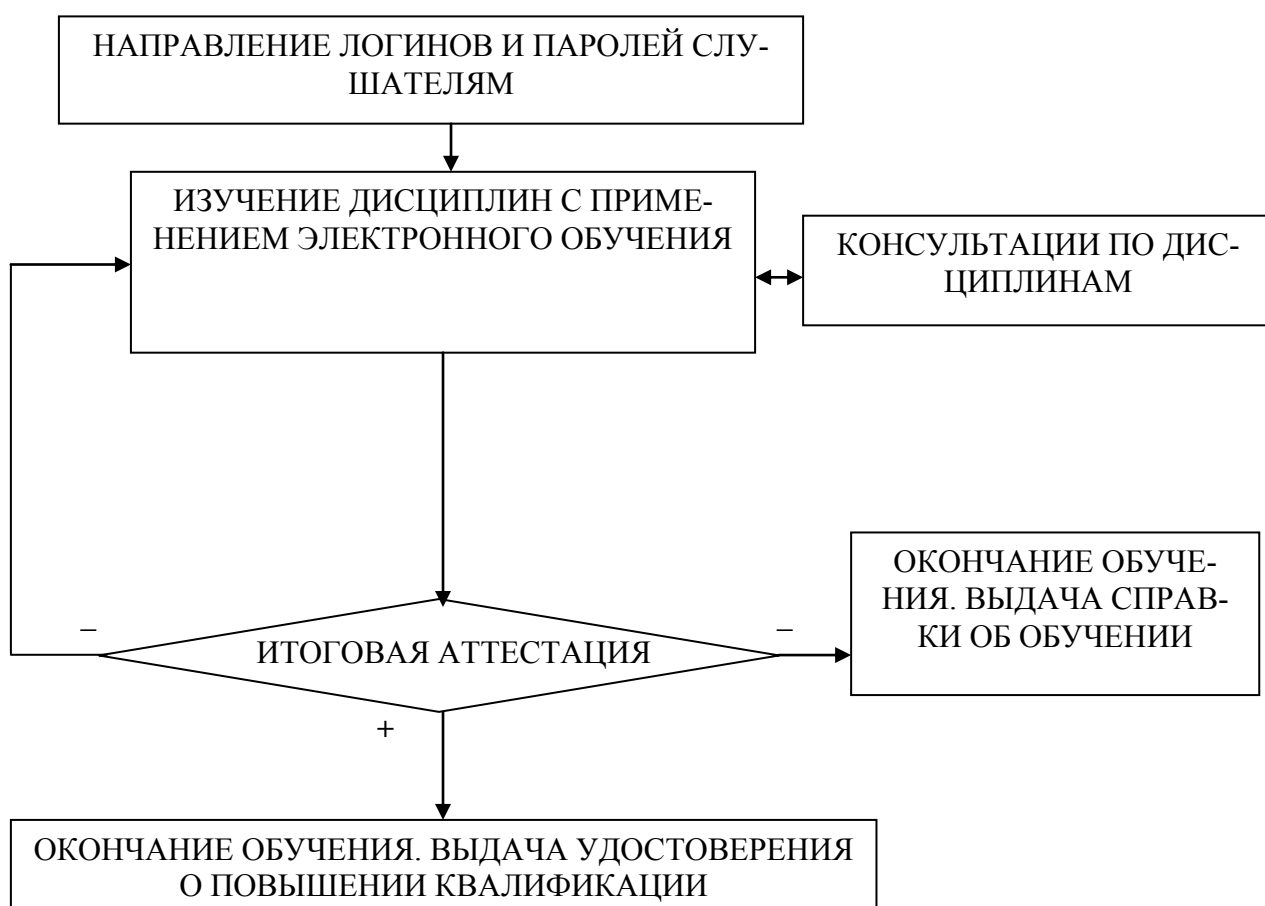 НАПРАВЛЕНИЕ ЛОГИНОВ И ПАРОЛЕЙ СЛУ-
ШАТЕЛЯМ
ИЗУЧЕНИЕ ДИСЦИПЛИН С ПРИМЕ-
НЕНИЕМ ЭЛЕКТРОННОГО ОБУЧЕНИЯ
КОНСУЛЬТАЦИИ ПО ДИС-
ЦИПЛИНАМ
ОКОНЧАНИЕ ОБУЧЕ-
НИЯ. ВЫДАЧА СПРАВ-
КИ ОБ ОБУЧЕНИИ
–
ИТОГОВАЯ АТТЕСТАЦИЯ
–
+
ОКОНЧАНИЕ ОБУЧЕНИЯ. ВЫДАЧА УДОСТОВЕРЕНИЯ
О ПОВЫШЕНИИ КВАЛИФИКАЦИИ